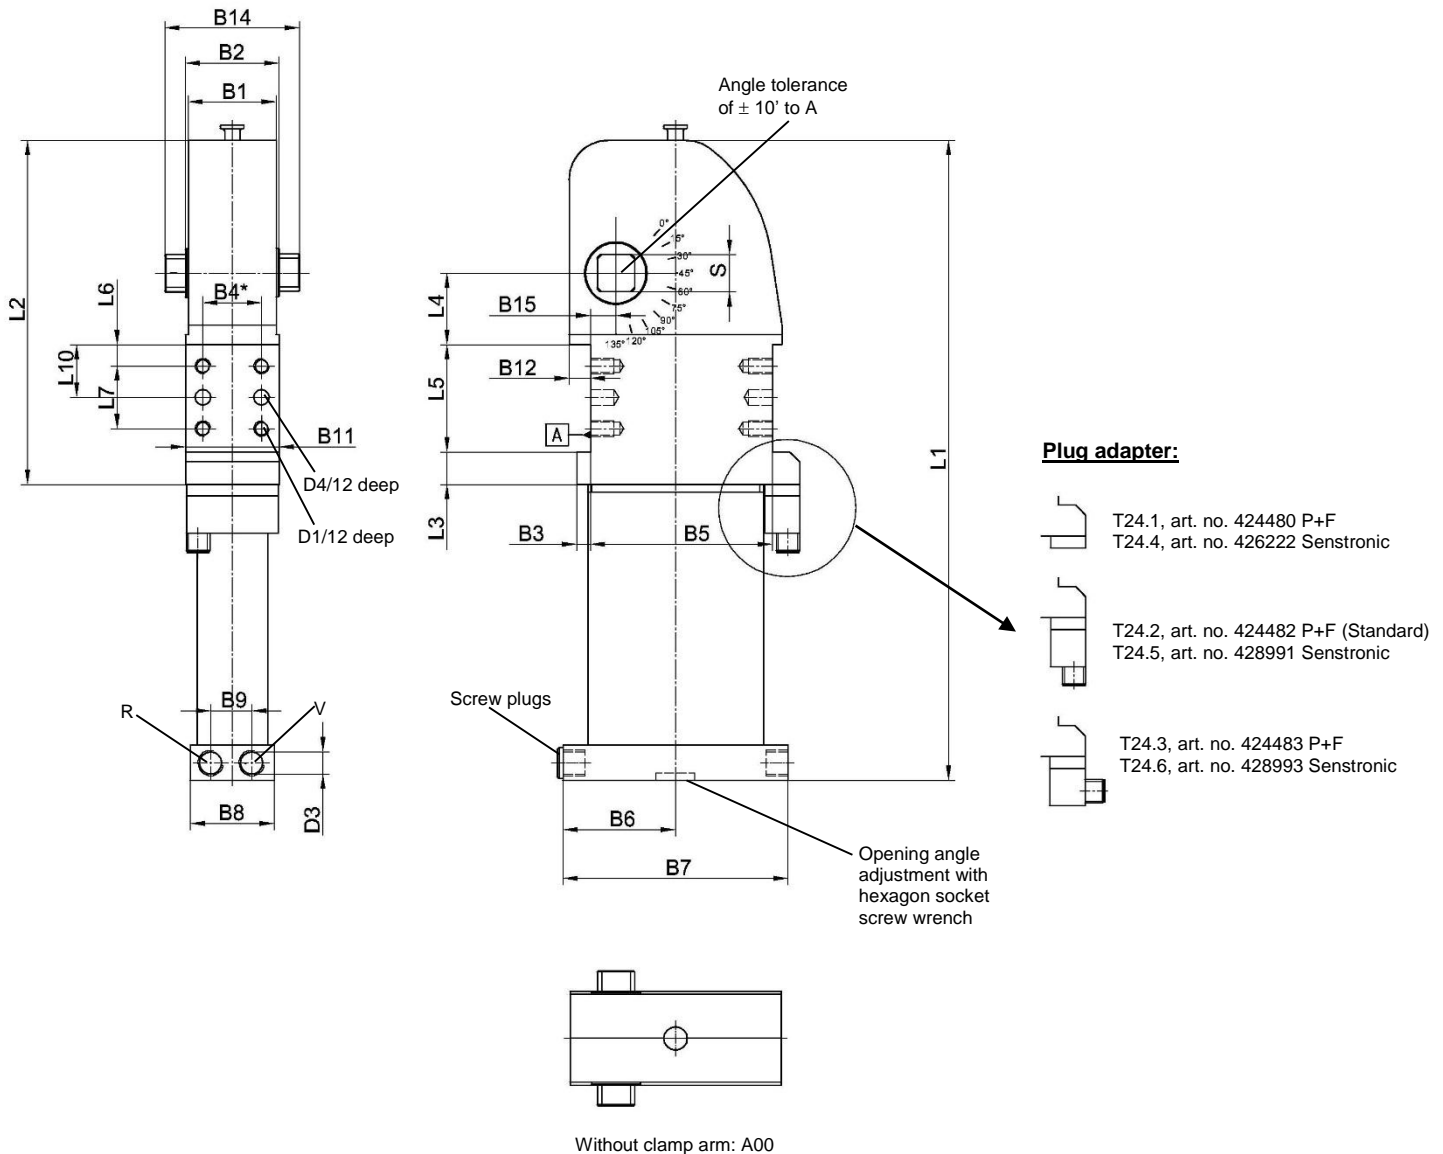 B14
B2
B1
Angle tolerance
of ± 10' to A
0°
15°
30°
45°
60°
75°
90°
105°
120°
135°
S
L2
L6
B4*
L10
L7
B11
D4/12 deep
D1/12 deep
L4
B15
B12
L5
A
L3
B3
B5
L1
Plug adapter:
T24.1, art. no. 424480 P+F
T24.4, art. no. 426222 Senstronic
T24.2, art. no. 424482 P+F (Standard)
T24.5, art. no. 428991 Senstronic
T24.3, art. no. 424483 P+F
T24.6, art. no. 428993 Senstronic
R
B9
V
B8
D3
Screw plugs
B6
B7
Opening angle
adjustment with
hexagon socket
screw wrench
Without clamp arm: A00